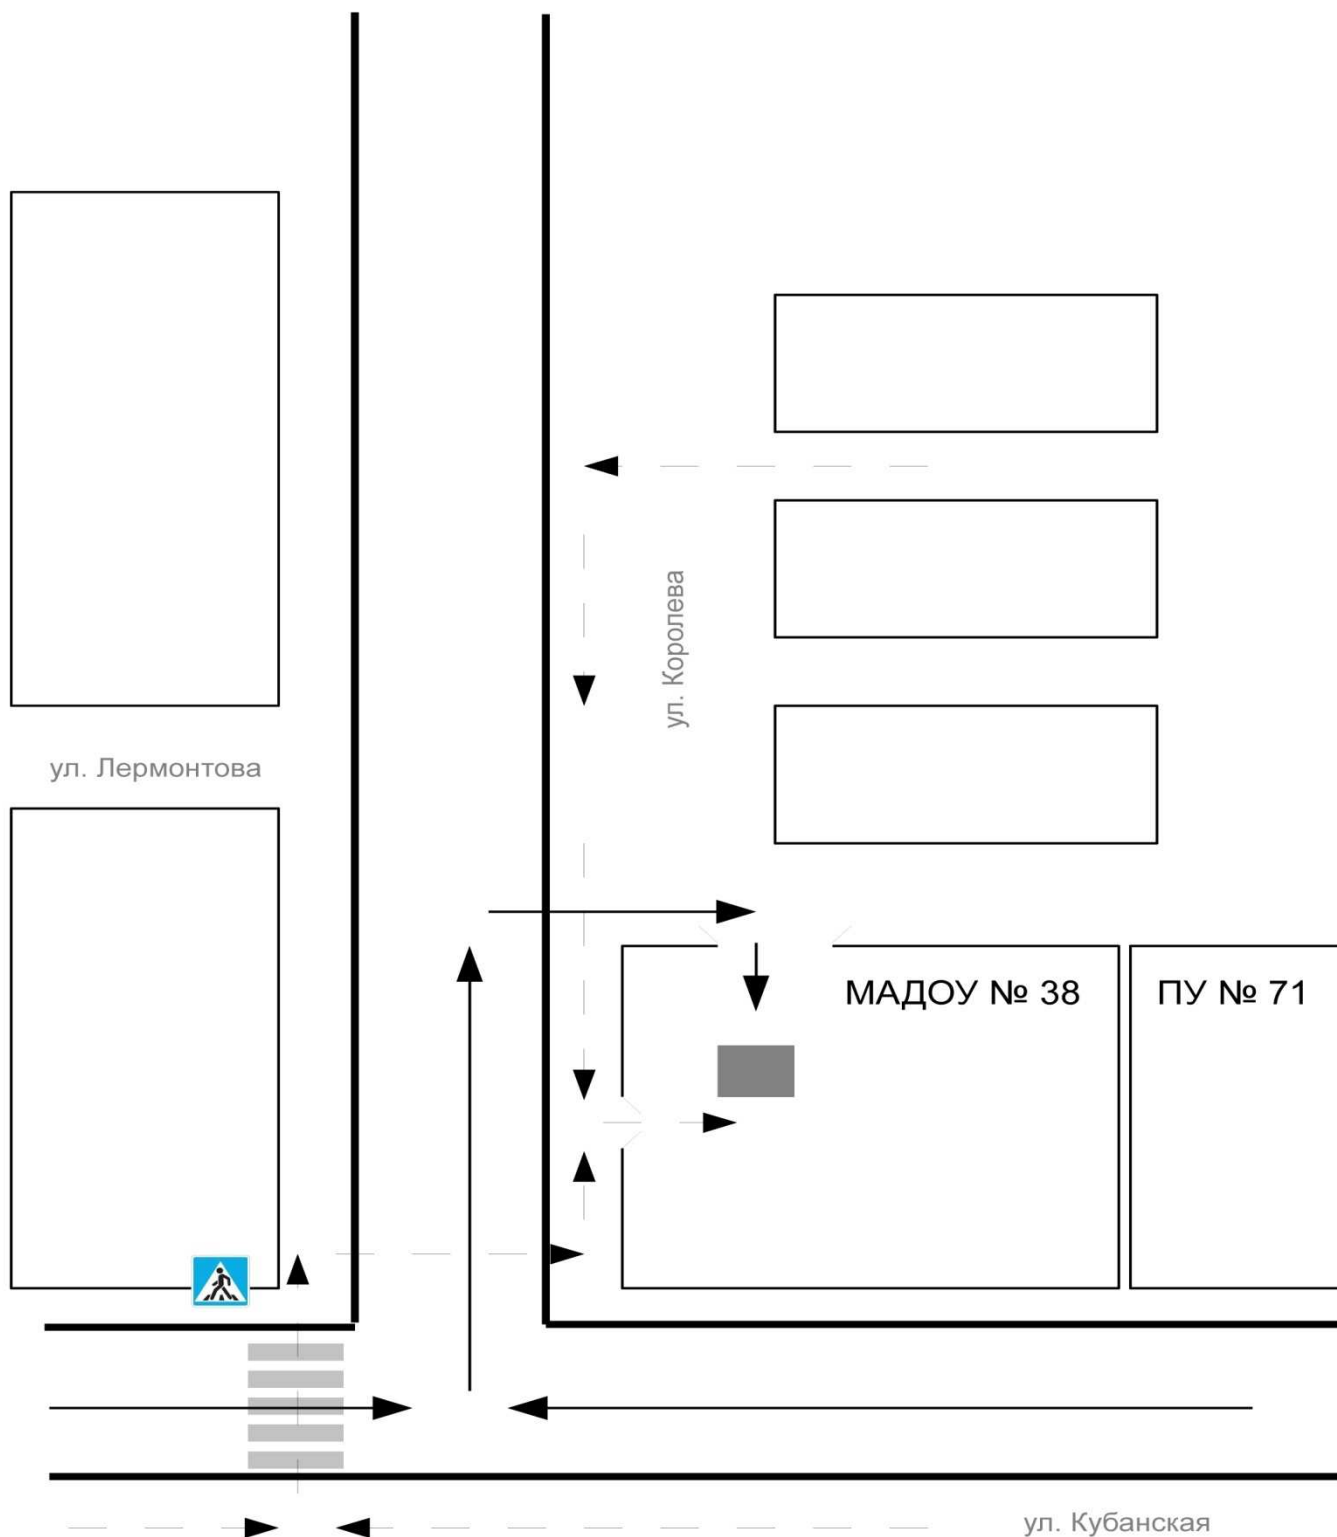 ул. Королева
ул. Лермонтова
МАДОУ № 38
ПУ № 71
ул. Кубанская